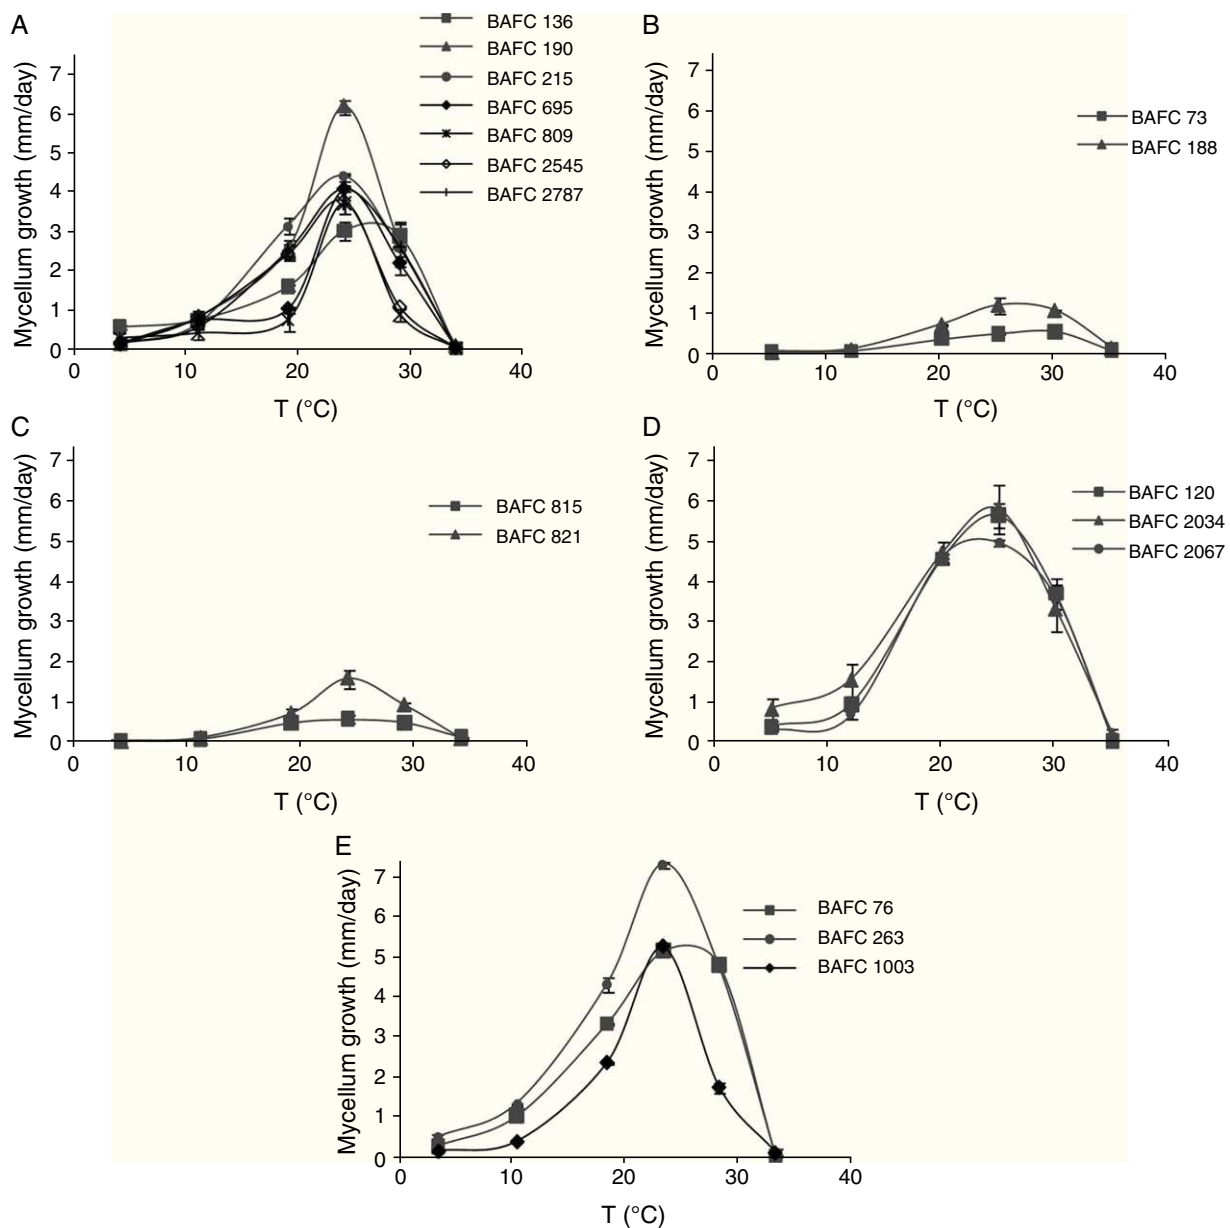 A
BAFC 136
BAFC 190
BAFC 215
BAFC 695
BAFC 809
BAFC 2545
BAFC 2787
Mycellum growth (mm/day)
7
6
5
4
3
2
1
0
0 10 20 30 40
T (°C)
B
BAFC 73
BAFC 188
Mycellum growth (mm/day)
7
6
5
4
3
2
1
0
0 10 20 30 40
T (°C)
C
BAFC 815
BAFC 821
Mycellum growth (mm/day)
7
6
5
4
3
2
1
0
0 10 20 30 40
T (°C)
D
BAFC 120
BAFC 2034
BAFC 2067
Mycellum growth (mm/day)
7
6
5
4
3
2
1
0
0 10 20 30 40
T (°C)
E
BAFC 76
BAFC 263
BAFC 1003
Mycellum growth (mm/day)
7
6
5
4
3
2
1
0
0 10 20 30 40
T (°C)